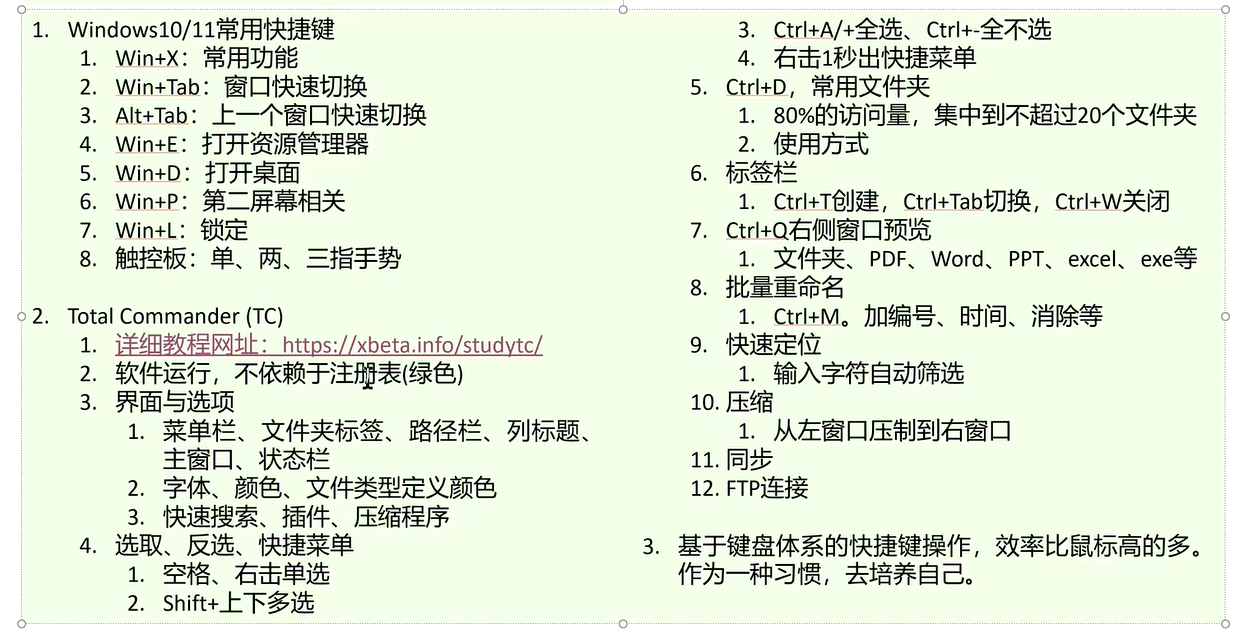 1. Windows10/11常用快捷键
1. Win+X：常用功能
2. Win+Tab：窗口快速切换
3. Alt+Tab：上一个窗口快速切换
4. Win+E：打开资源管理器
5. Win+D：打开桌面
6. Win+P：第二屏幕相关
7. Win+L：锁定
8. 触控板：单、两、三指手势
2. Total Commander (TC)
1. 详细教程网址：https://xbeta.info/studytc/
2. 软件运行，不依赖于注册表(绿色)
3. 界面与选项
1. 菜单栏、文件夹标签、路径栏、列标题、
主窗口、状态栏
2. 字体、颜色、文件类型定义颜色
3. 快速搜索、插件、压缩程序
4. 选取、反选、快捷菜单
1. 空格、右击单选
2. Shift+上下多选
3. Ctrl+A/+全选、Ctrl+-全不选
4. 右击1秒出快捷菜单
5. Ctrl+D，常用文件夹
1. 80%的访问量，集中到不超过20个文件夹
2. 使用方式
6. 标签栏
1. Ctrl+T创建，Ctrl+Tab切换，Ctrl+W关闭
7. Ctrl+Q右侧窗口预览
1. 文件夹、PDF、Word、PPT、excel、exe等
8. 批量重命名
1. Ctrl+M。加编号、时间、消除等
9. 快速定位
1. 输入字符自动筛选
10. 压缩
1. 从左窗口压制到右窗口
11. 同步
12. FTP连接
3. 基于键盘体系的快捷键操作，效率比鼠标高的多。
作为一种习惯，去培养自己。